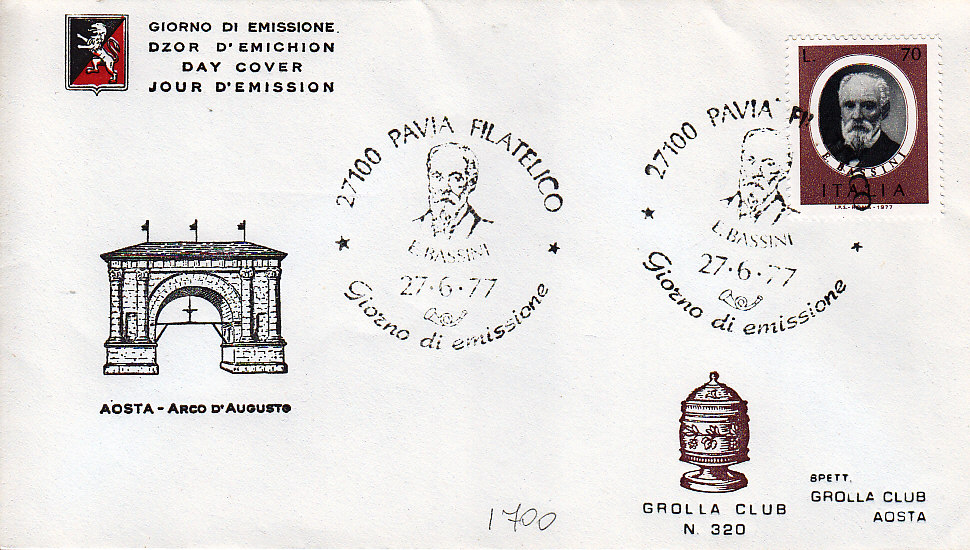 GIORNO DI EMISSIONE.
DZOR D'EMICHION
DAY COVER
JOUR D'EMISSION
L. 70
E. BASSINI
ITALIA
I.P.S. - ROMA - 1977
27100 PAVIA FILATELICO
E. BASSINI
27·6·77
Giorno di emissione
27100 PAVIA FI
E. BASSINI
27·6·77
Giorno di emissione
AOSTA - ARCO D'AUGUSTO
GROLLA CLUB
N. 320
SPETT.
GROLLA CLUB
AOSTA
1700